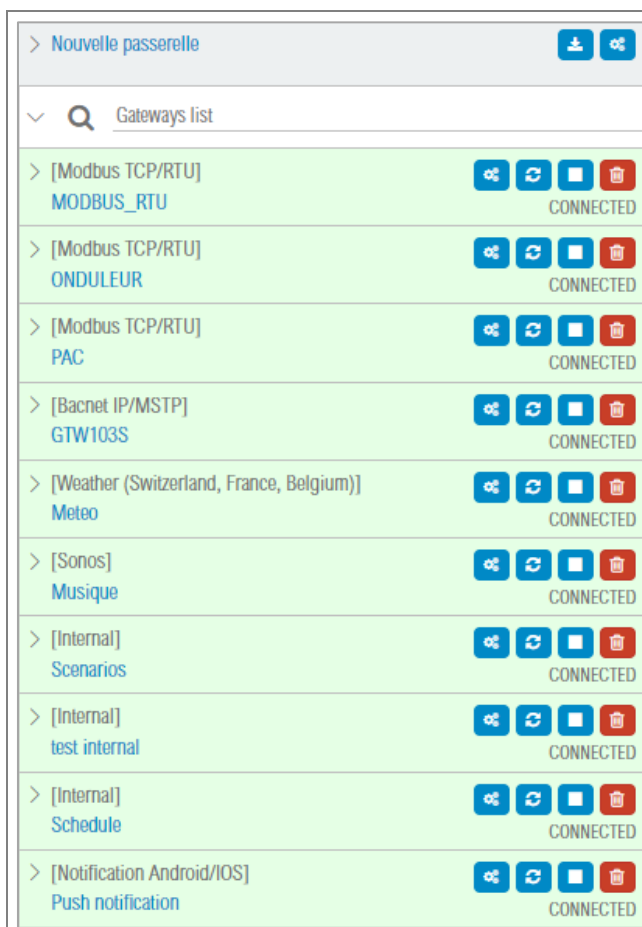 Nouvelle passerelle
Gateways list
[Modbus TCP/RTU]
MODBUS_RTU
CONNECTED
[Modbus TCP/RTU]
ONDULEUR
CONNECTED
[Modbus TCP/RTU]
PAC
CONNECTED
[Bacnet IP/MSTP]
GTW103S
CONNECTED
[Weather (Switzerland, France, Belgium)]
Meteo
CONNECTED
[Sonos]
Musique
CONNECTED
[Internal]
Scenarios
CONNECTED
[Internal]
test internal
CONNECTED
[Internal]
Schedule
CONNECTED
[Notification Android/IOS]
Push notification
CONNECTED